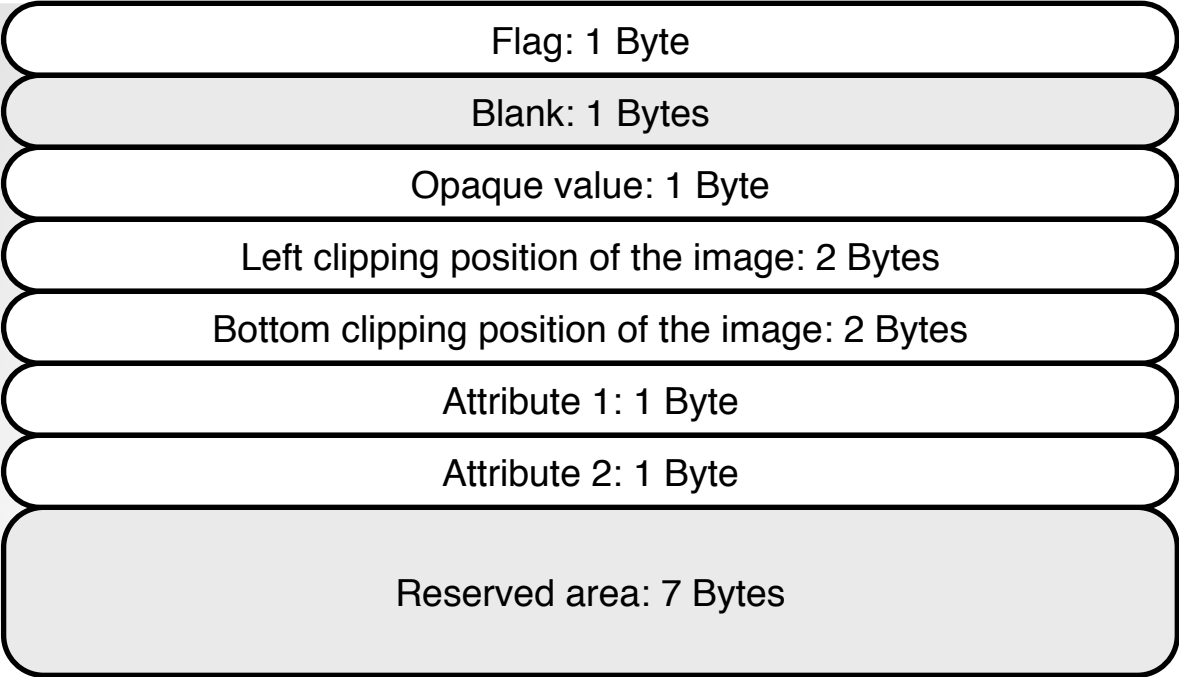 Flag: 1 Byte
Blank: 1 Bytes
Opaque value: 1 Byte
Left clipping position of the image: 2 Bytes
Bottom clipping position of the image: 2 Bytes
Attribute 1: 1 Byte
Attribute 2: 1 Byte
Reserved area: 7 Bytes